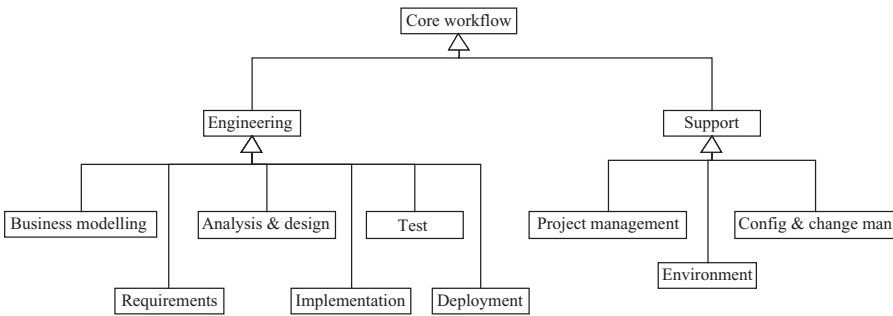 Core workflow
Engineering
Support
Business modelling
Analysis & design
Test
Project management
Config & change man
Requirements
Implementation
Deployment
Environment